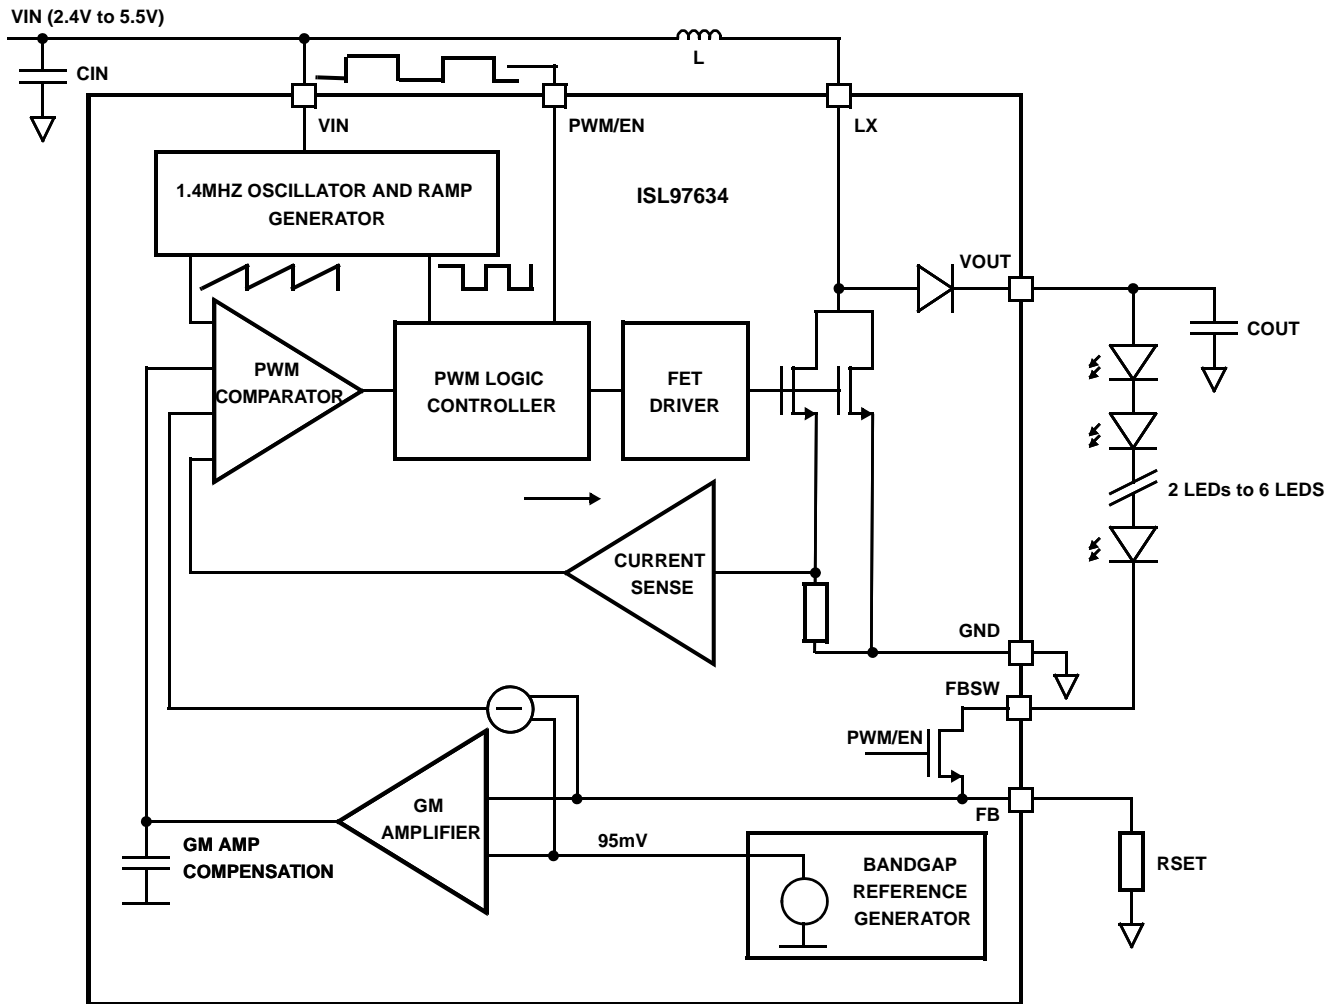 VIN (2.4V to 5.5V)
CIN
L
VIN
PWM/EN
LX
1.4MHZ OSCILLATOR AND RAMP
GENERATOR
ISL97634
VOUT
COUT
PWM
COMPARATOR
PWM LOGIC
CONTROLLER
FET
DRIVER
2 LEDs to 6 LEDS
CURRENT
SENSE
GND
FBSW
PWM/EN
GM
AMPLIFIER
FB
95mV
GM AMP
COMPENSATION
BANDGAP
REFERENCE
GENERATOR
RSET